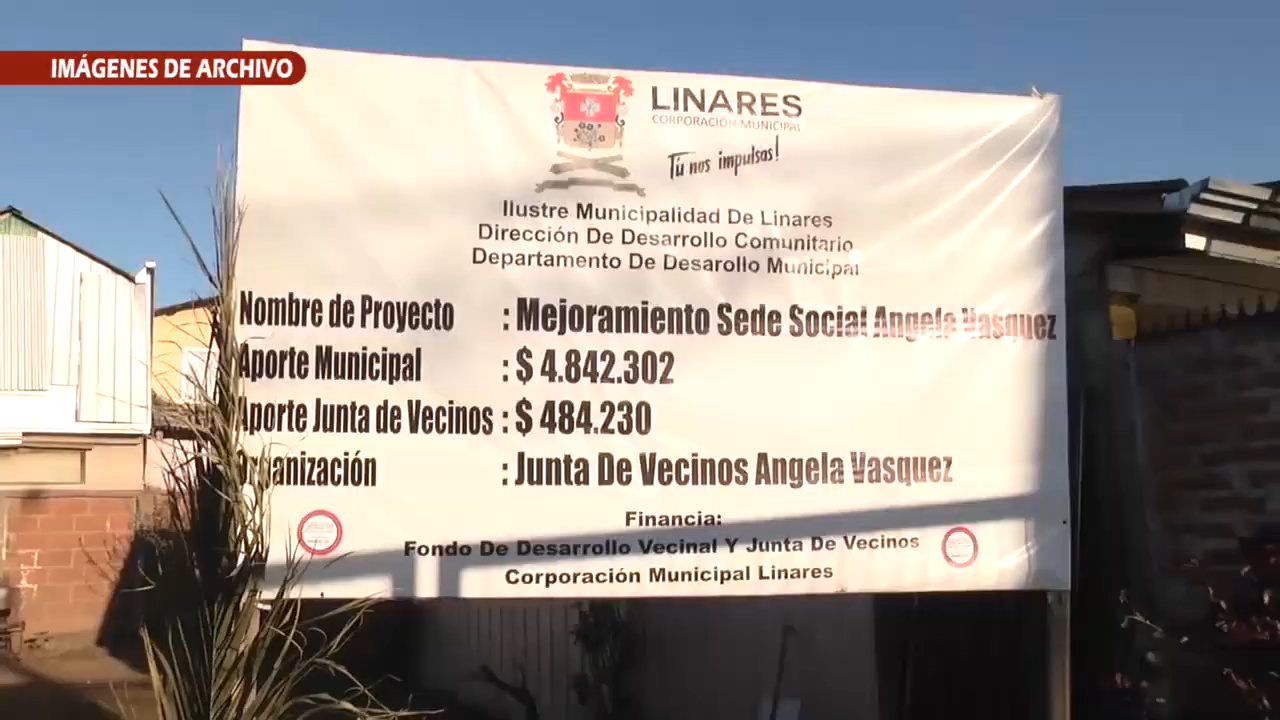 IMÁGENES DE ARCHIVO
LINARES
CORPORACIÓN MUNICIPAL
Tú nos impulsas!
Ilustre Municipalidad De Linares
Dirección De Desarrollo Comunitario
Departamento De Desarollo Municipal
Nombre de Proyecto : Mejoramiento Sede Social Angela Vasquez
Aporte Municipal : $ 4.842.302
Aporte Junta de Vecinos : $ 484.230
Organización : Junta De Vecinos Angela Vasquez
Financia:
Fondo De Desarrollo Vecinal Y Junta De Vecinos
Corporación Municipal Linares